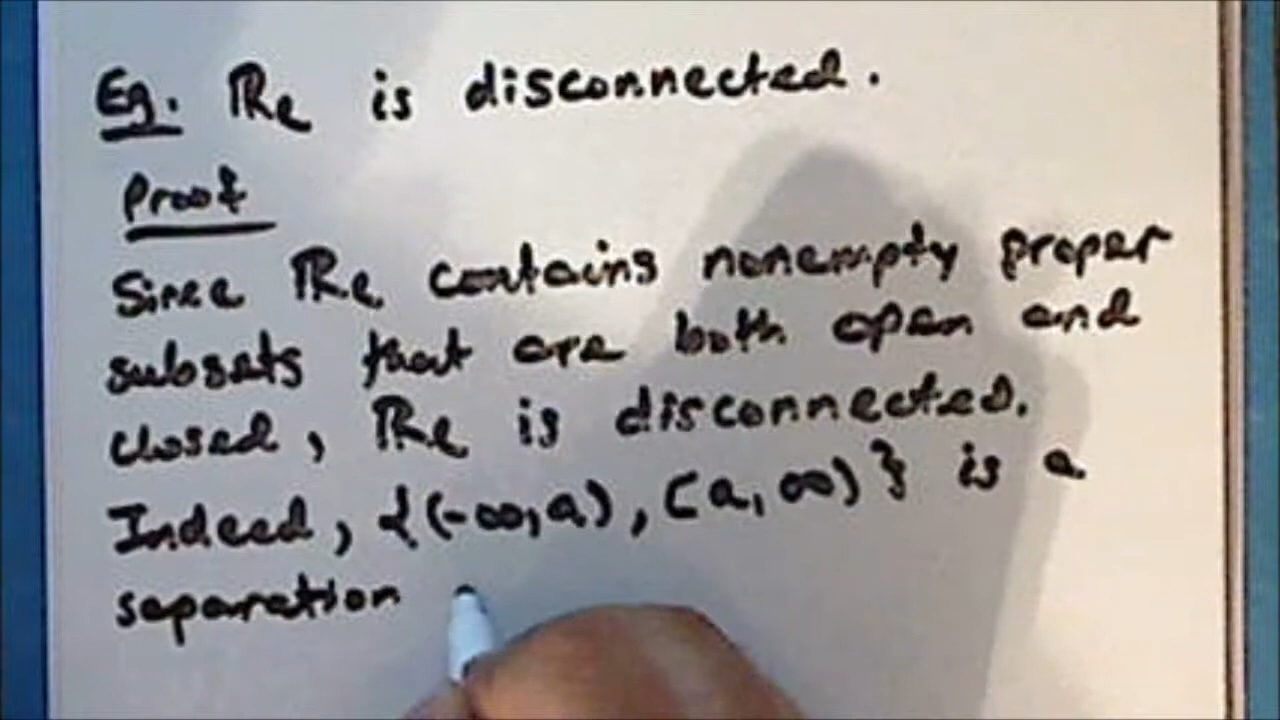 Eg. ℝℓ is disconnected.
Proof
Since ℝℓ contains nonempty proper
subsets that are both open and
closed, ℝℓ is disconnected.
Indeed, {(-∞,a), [a,∞)} is a
separation